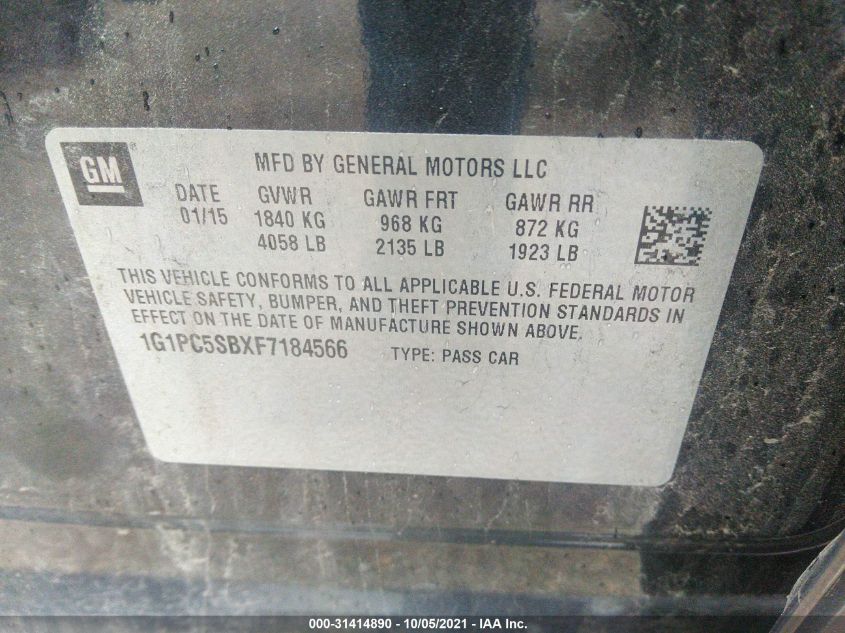 GM
MFD BY GENERAL MOTORS LLC
DATE GVWR GAWR FRT GAWR RR
01/15 1840 KG 968 KG 872 KG
4058 LB 2135 LB 1923 LB
THIS VEHICLE CONFORMS TO ALL APPLICABLE U.S. FEDERAL MOTOR
VEHICLE SAFETY, BUMPER, AND THEFT PREVENTION STANDARDS IN
EFFECT ON THE DATE OF MANUFACTURE SHOWN ABOVE.
1G1PC5SBXF7184566 TYPE: PASS CAR
000-31414890 - 10/05/2021 - IAA Inc.